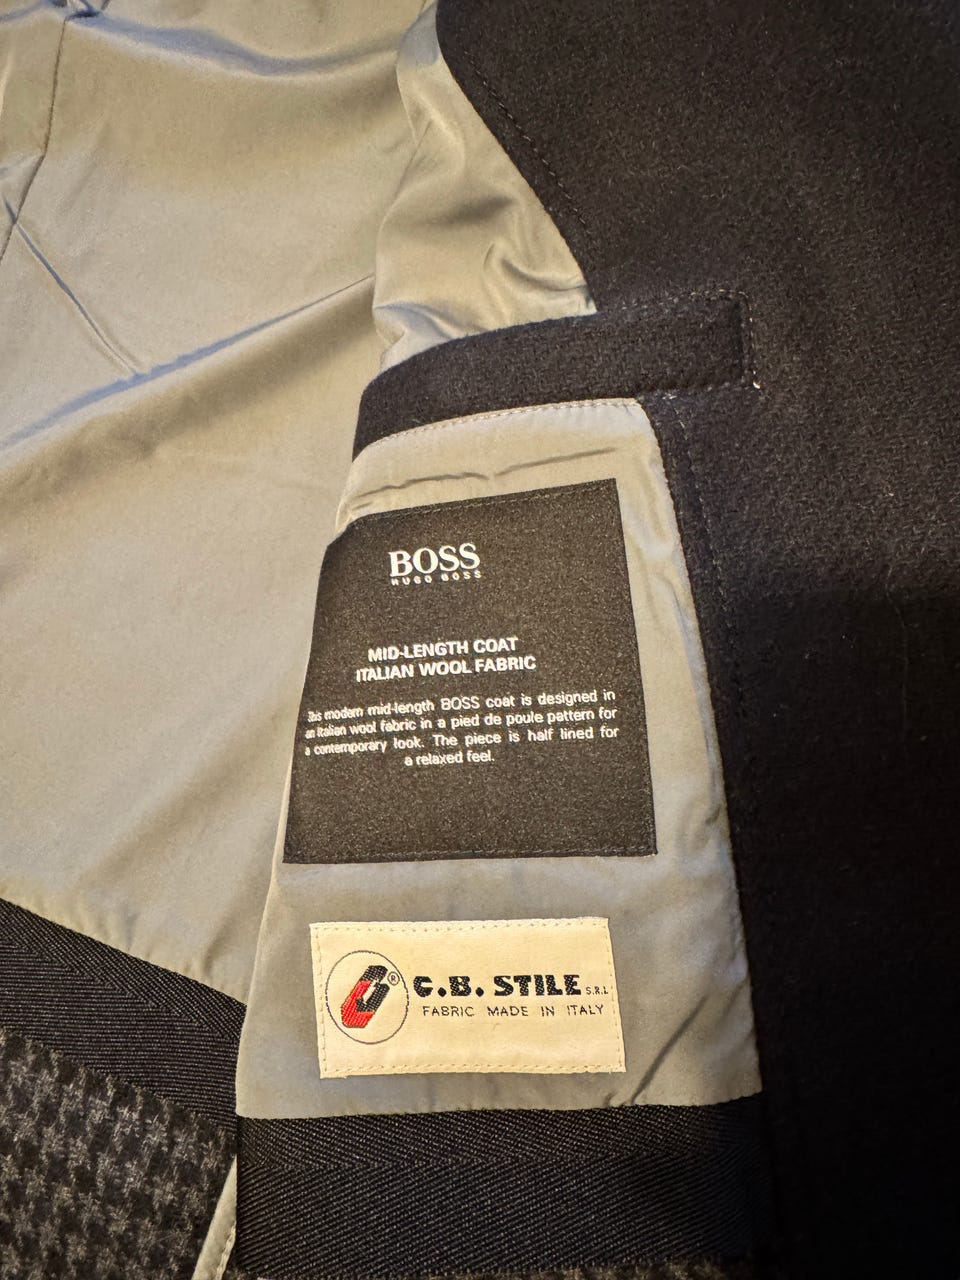 BOSS
HUGO BOSS
MID-LENGTH COAT
ITALIAN WOOL FABRIC
This modern mid-length BOSS coat is designed in
an Italian wool fabric in a pied de poule pattern for
a contemporary look. The piece is half lined for
a relaxed feel.
C.B. STILE S.R.L
FABRIC MADE IN ITALY
®